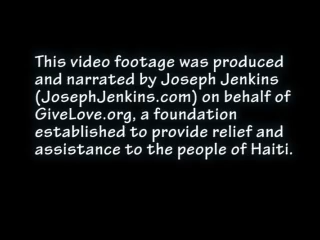 This video footage was produced
and narrated by Joseph Jenkins
(JosephJenkins.com) on behalf of
GiveLove.org, a foundation
established to provide relief and
assistance to the people of Haiti.